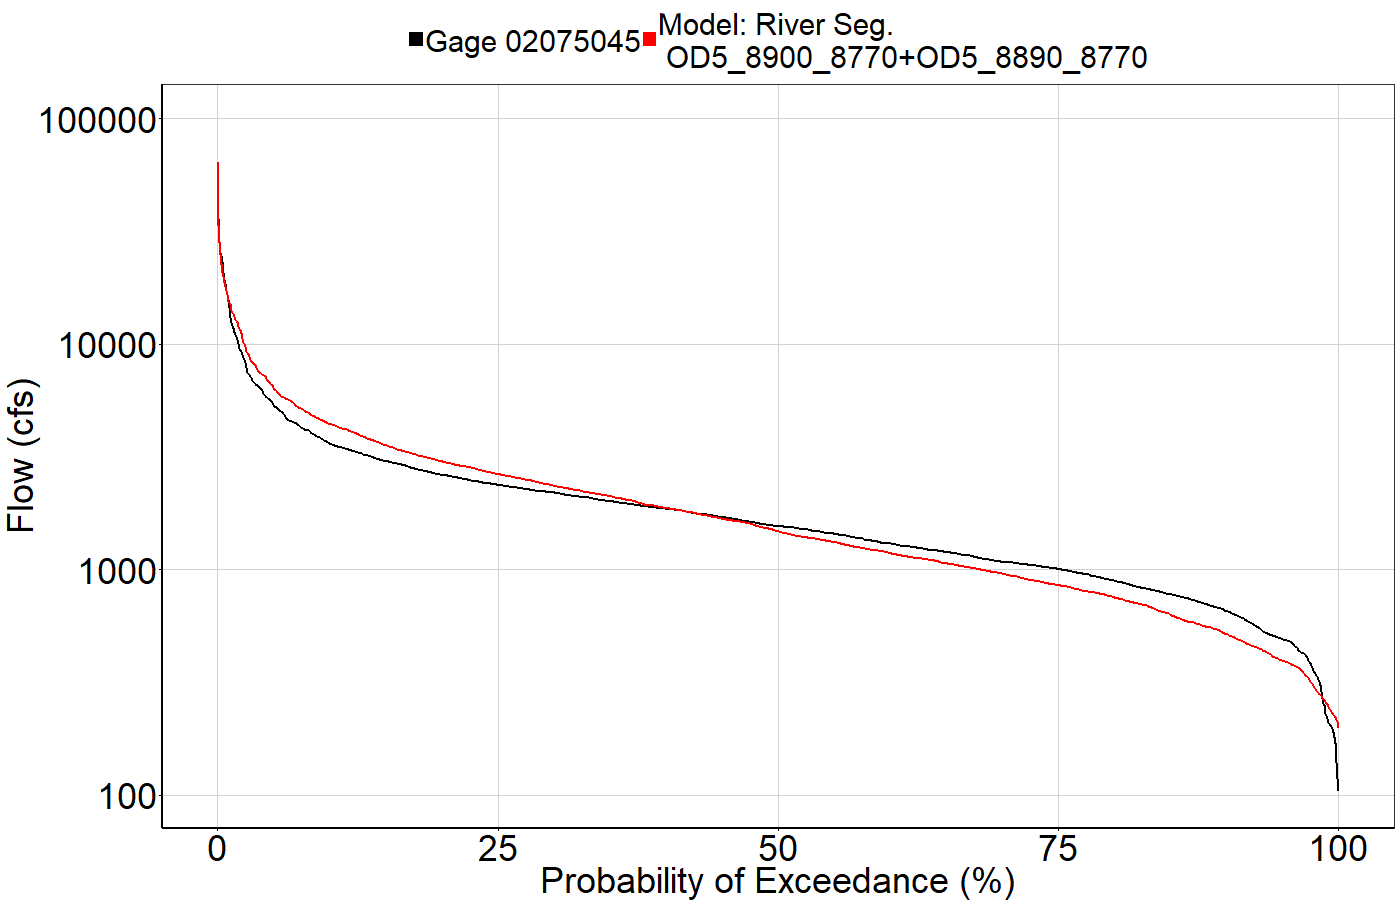 Gage 02075045
Model: River Seg.
OD5_8900_8770+OD5_8890_8770
100000
10000
1000
100
Flow (cfs)
0 25 50 75 100
Probability of Exceedance (%)